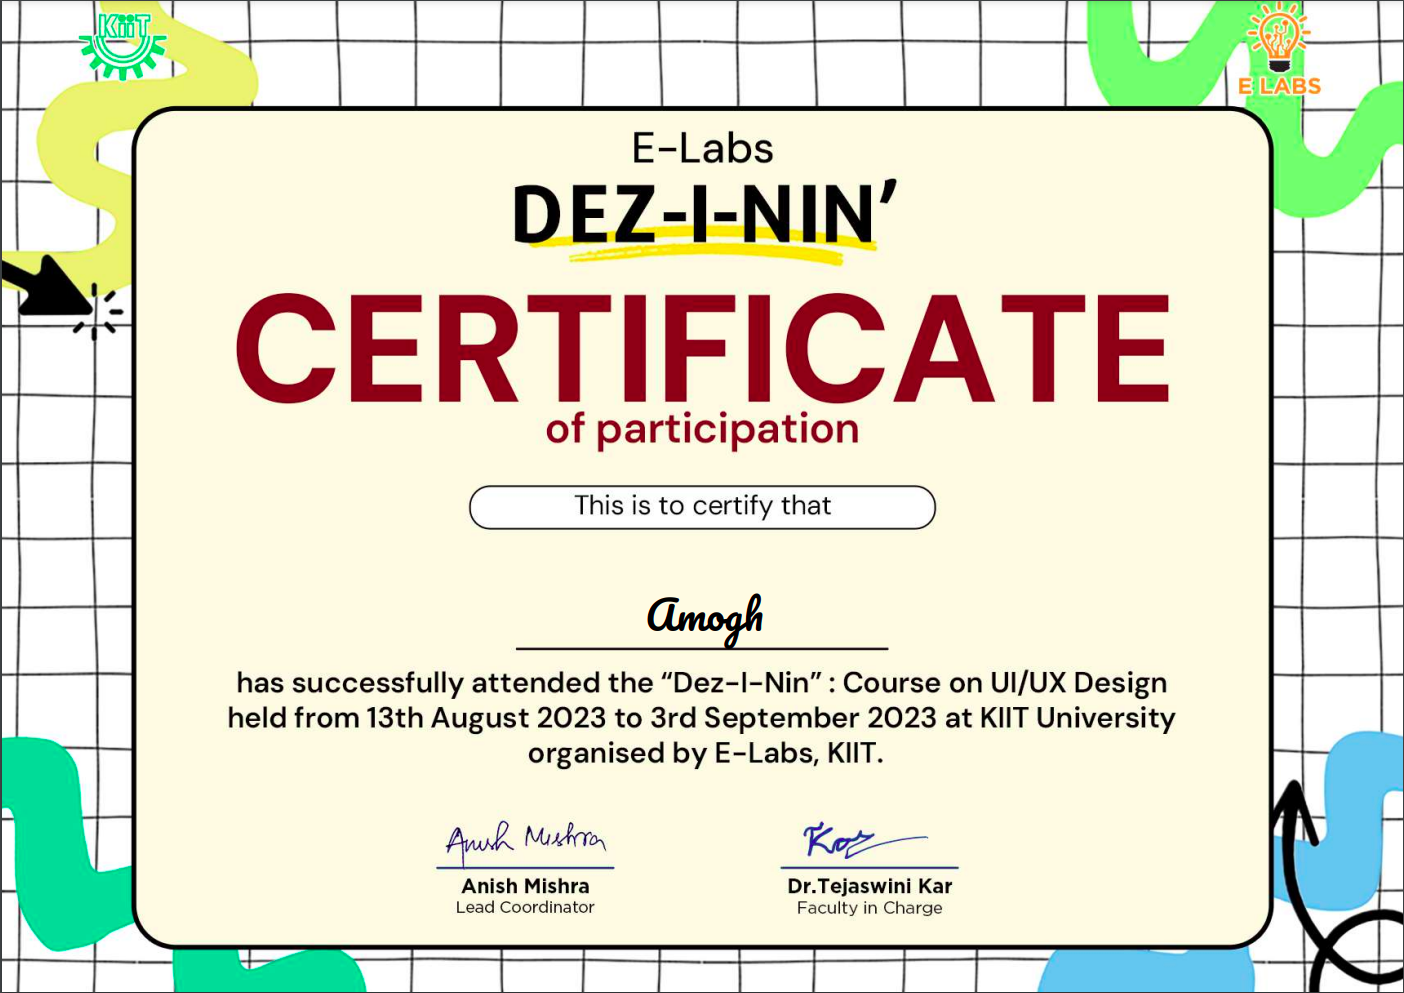 KiiT
E LABS
E-Labs
DEZ-I-NIN’
CERTIFICATE
of participation
This is to certify that
Amogh
has successfully attended the “Dez-I-Nin” : Course on UI/UX Design
held from 13th August 2023 to 3rd September 2023 at KIIT University
organised by E-Labs, KIIT.
Anish Mishra
Kar
Anish Mishra
Dr.Tejaswini Kar
Lead Coordinator
Faculty in Charge